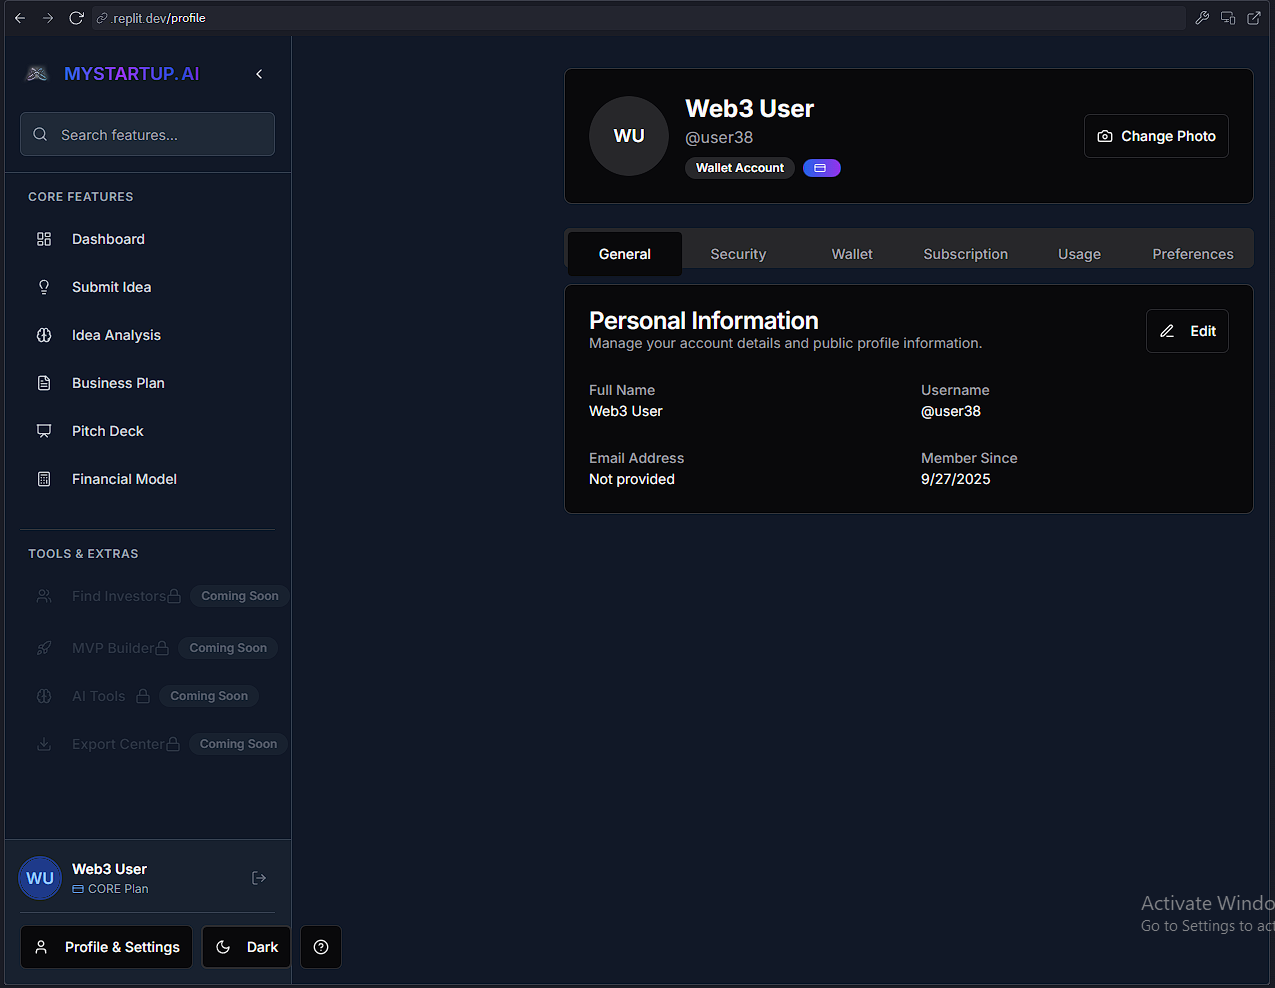 .replit.dev/profile
MYSTARTUP.AI
Search features...
CORE FEATURES
Dashboard
Submit Idea
Idea Analysis
Business Plan
Pitch Deck
Financial Model
TOOLS & EXTRAS
Find Investors Coming Soon
MVP Builder Coming Soon
AI Tools Coming Soon
Export Center Coming Soon
WU Web3 User
CORE Plan
Profile & Settings Dark
WU
Web3 User
@user38
Wallet Account
Change Photo
General Security Wallet Subscription Usage Preferences
Personal Information
Manage your account details and public profile information.
Edit
Full Name
Web3 User
Username
@user38
Email Address
Not provided
Member Since
9/27/2025
Activate Windo
Go to Settings to act